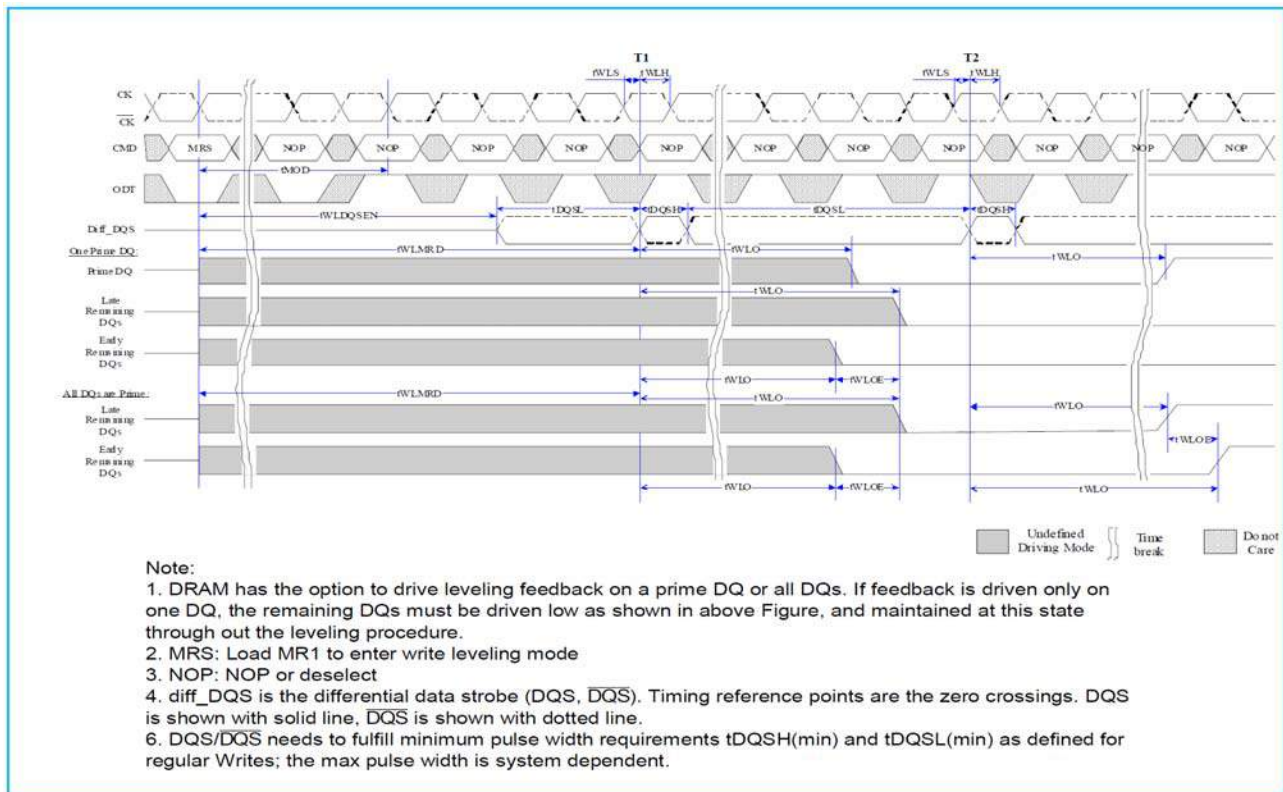 T1 T2
tWLS tWLH tWLS tWLH
CK
CK
CMD MRS NOP NOP NOP NOP NOP NOP NOP NOP NOP NOP NOP
tMOD
ODT
tWLDQSEN tDQSL tDQSH tDQSL tDQSH
Diff_DQS
One Prime DQ:
tWLMRD tWLO tWLO
Prime DQ
tWLO
Late
Remaining
DQs
Early
Remaining
DQs
tWLO tWLOE
All DQs are Prime:
tWLMRD tWLO tWLO
Late
Remaining
DQs
tWLOE
Early
Remaining
DQs
tWLO tWLOE tWLO
Undefined
Driving Mode
Time
break
Do not
Care
Note:
1. DRAM has the option to drive leveling feedback on a prime DQ or all DQs. If feedback is driven only on
one DQ, the remaining DQs must be driven low as shown in above Figure, and maintained at this state
through out the leveling procedure.
2. MRS: Load MR1 to enter write leveling mode
3. NOP: NOP or deselect
4. diff_DQS is the differential data strobe (DQS, DQS). Timing reference points are the zero crossings. DQS
is shown with solid line, DQS is shown with dotted line.
6. DQS/DQS needs to fulfill minimum pulse width requirements tDQSH(min) and tDQSL(min) as defined for
regular Writes; the max pulse width is system dependent.